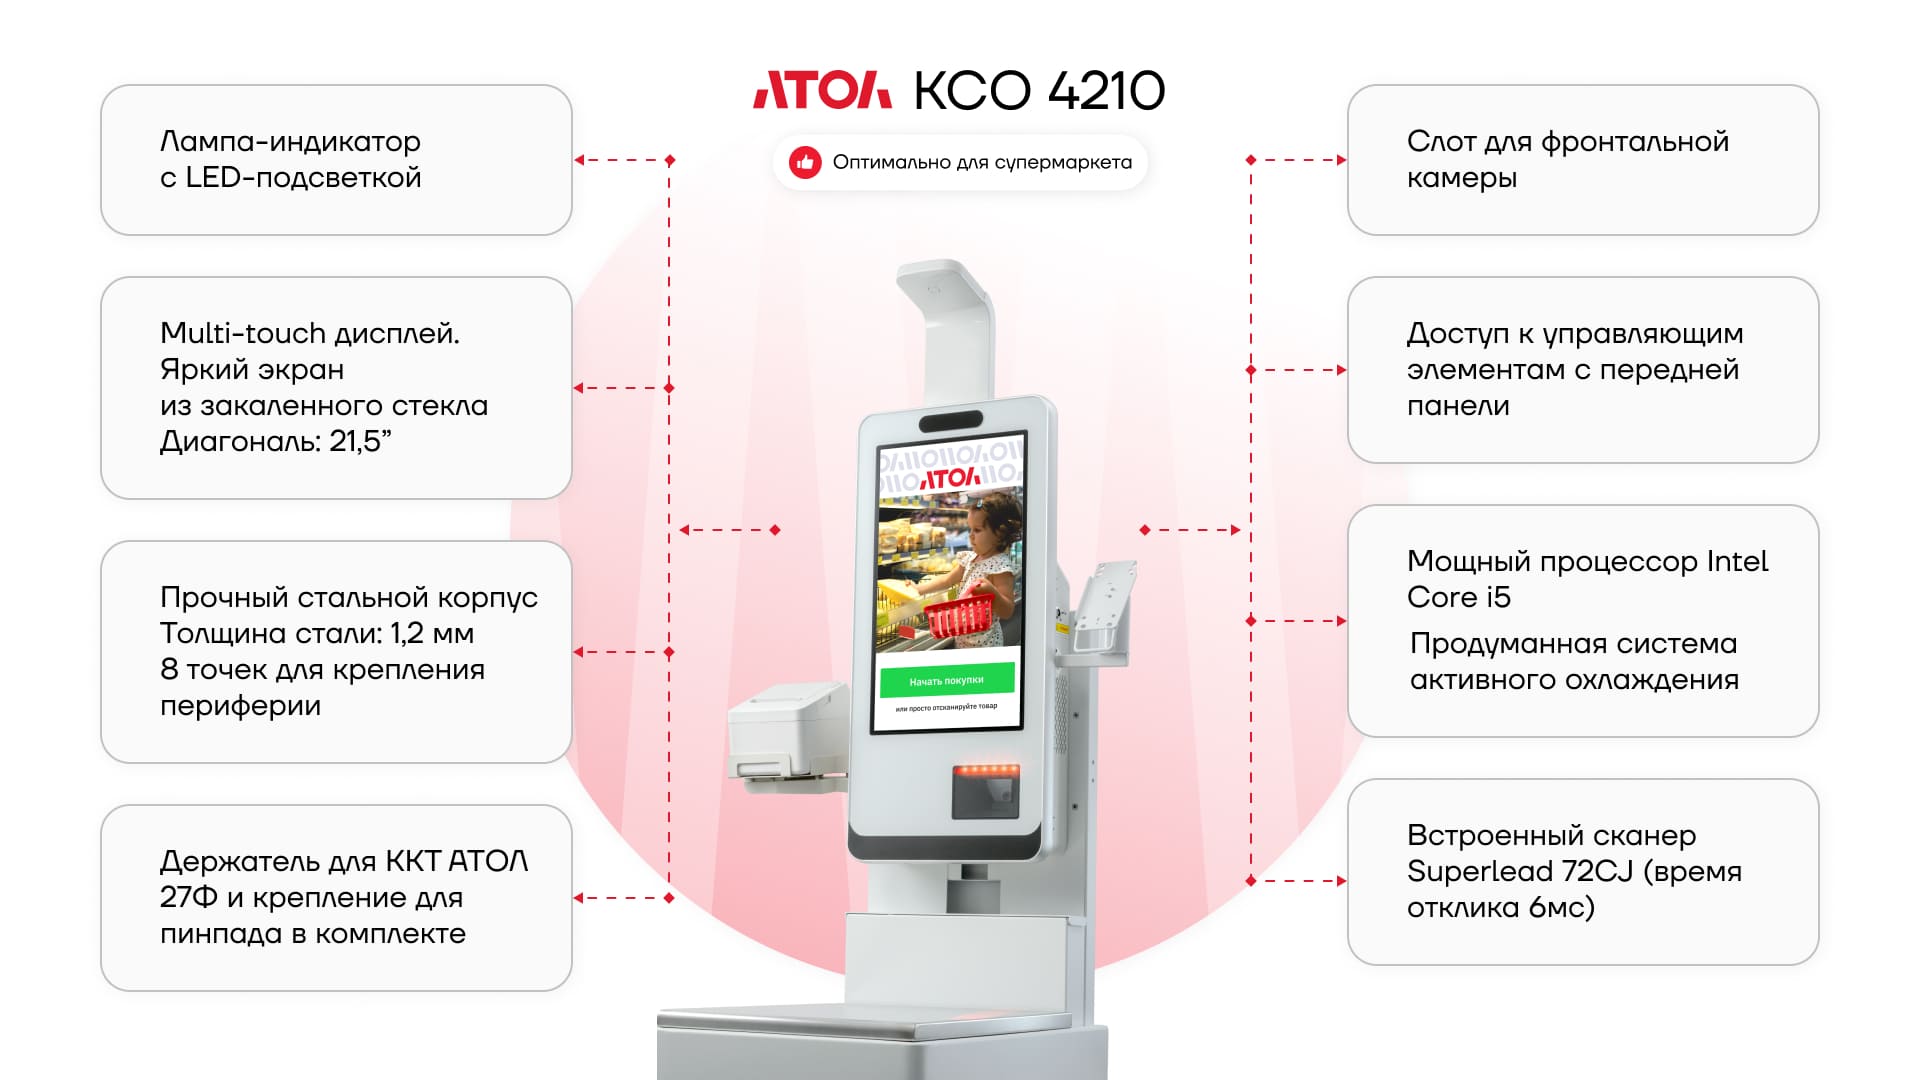 АТОЛ КСО 4210
Оптимально для супермаркета
Лампа-индикатор
с LED-подсветкой
Multi-touch дисплей.
Яркий экран
из закаленного стекла
Диагональ: 21,5”
Прочный стальной корпус
Толщина стали: 1,2 мм
8 точек для крепления
периферии
Держатель для ККТ АТОЛ
27Ф и крепление для
пинпада в комплекте
АТОЛ
Начать покупки
или просто отсканируйте товар
Слот для фронтальной
камеры
Доступ к управляющим
элементам с передней
панели
Мощный процессор Intel
Core i5
Продуманная система
активного охлаждения
Встроенный сканер
Superlead 72CJ (время
отклика 6мс)